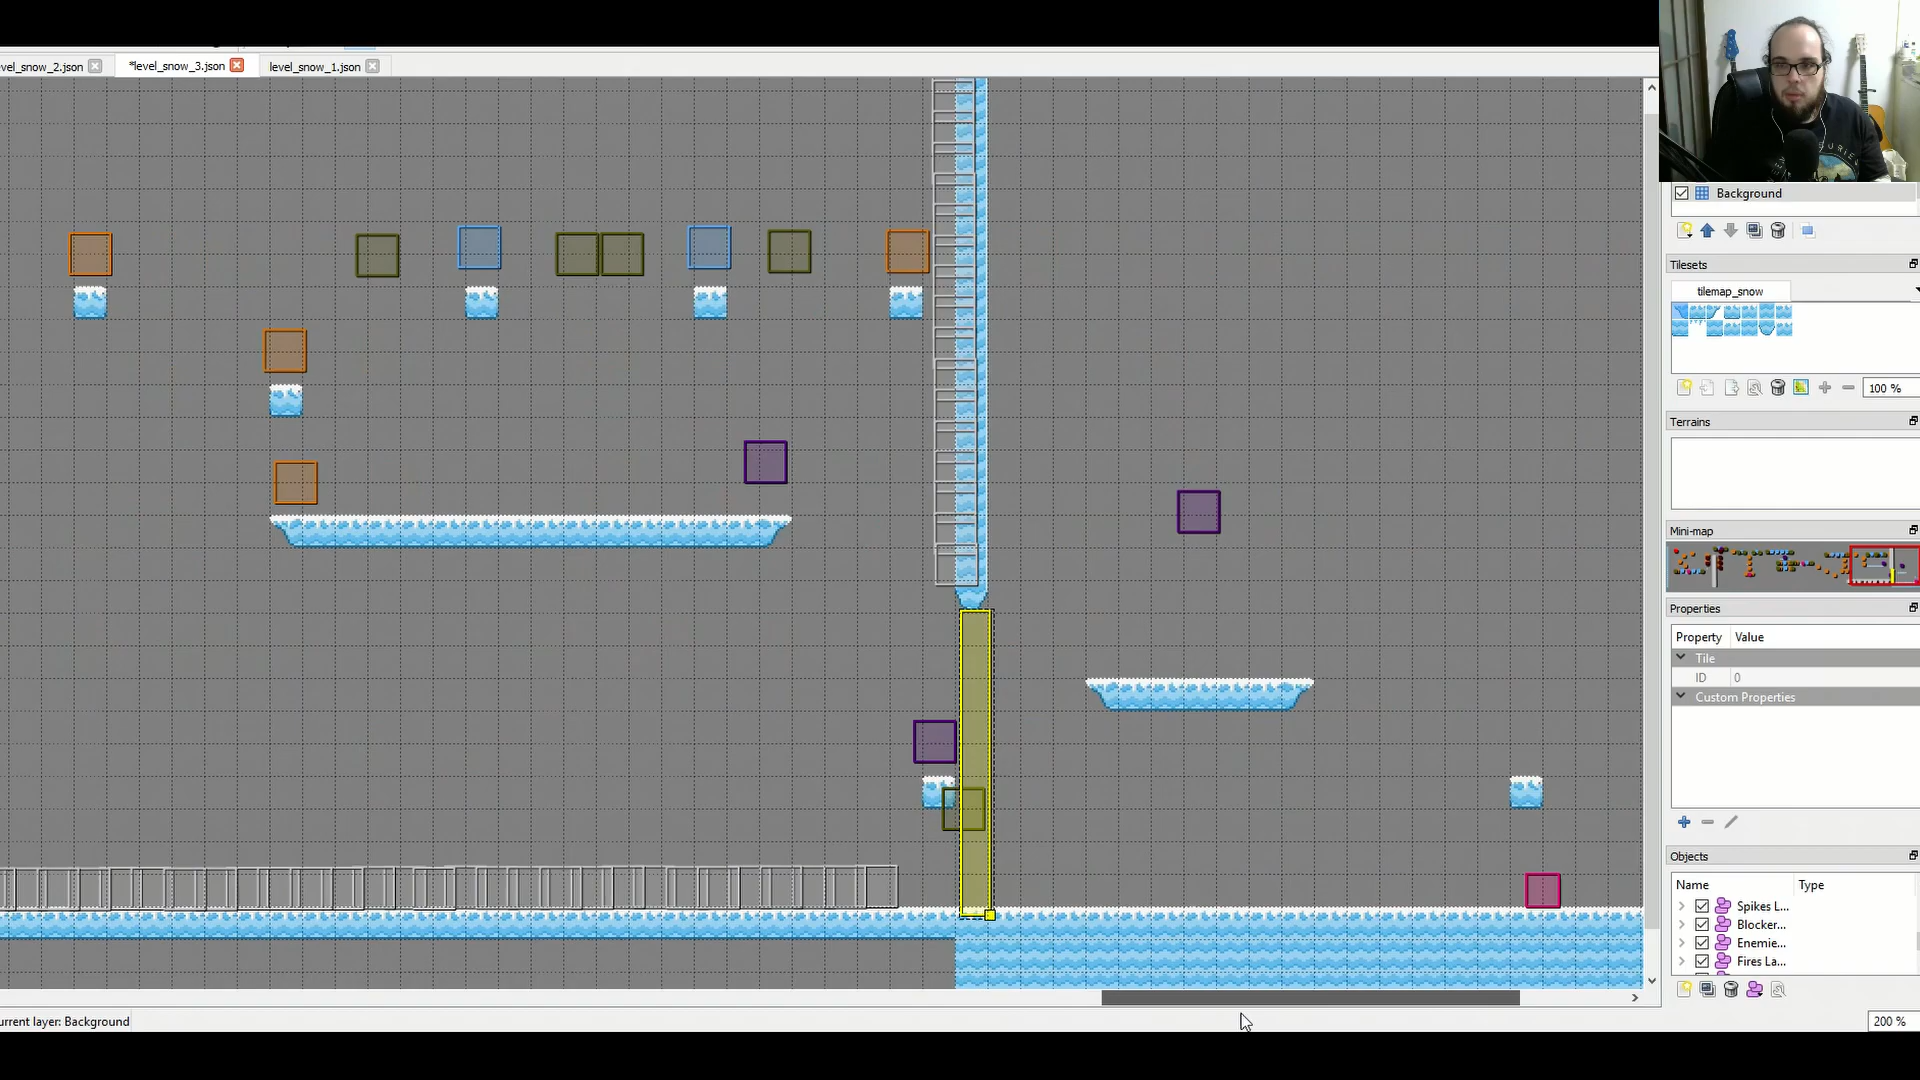 vel_snow_2.json
*level_snow_3.json
level_snow_1.json
Background
Tilesets
tilemap_snow
100 %
Terrains
Mini-map
Properties
Property Value
Tile
ID 0
Custom Properties
Objects
Name Type
Spikes L...
Blocker...
Enemie...
Fires La...
urrent layer: Background
200 %